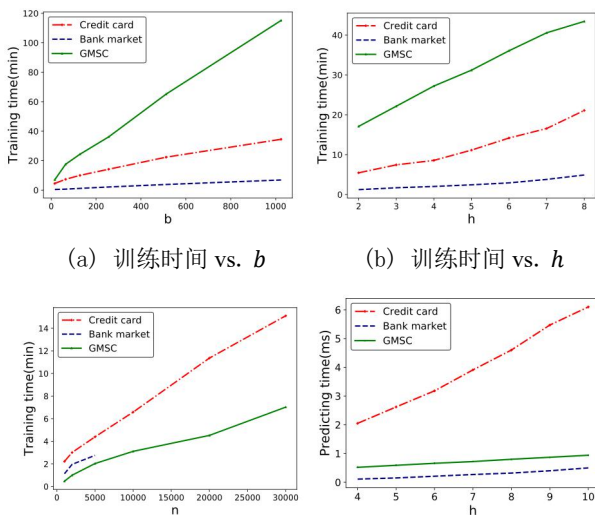 120
100
80
60
40
20
0
Training time(min)
Credit card
Bank market
GMSC
0 200 400 600 800 1000
b
40
30
20
10
0
Training time(min)
Credit card
Bank market
GMSC
2 3 4 5 6 7 8
h
(a) 训练时间 vs. b
(b) 训练时间 vs. h
14
12
10
8
6
4
2
0
Training time(min)
Credit card
Bank market
GMSC
0 5000 10000 15000 20000 25000 30000
n
6
5
4
3
2
1
0
Predicting time(ms)
Credit card
Bank market
GMSC
4 5 6 7 8 9 10
h